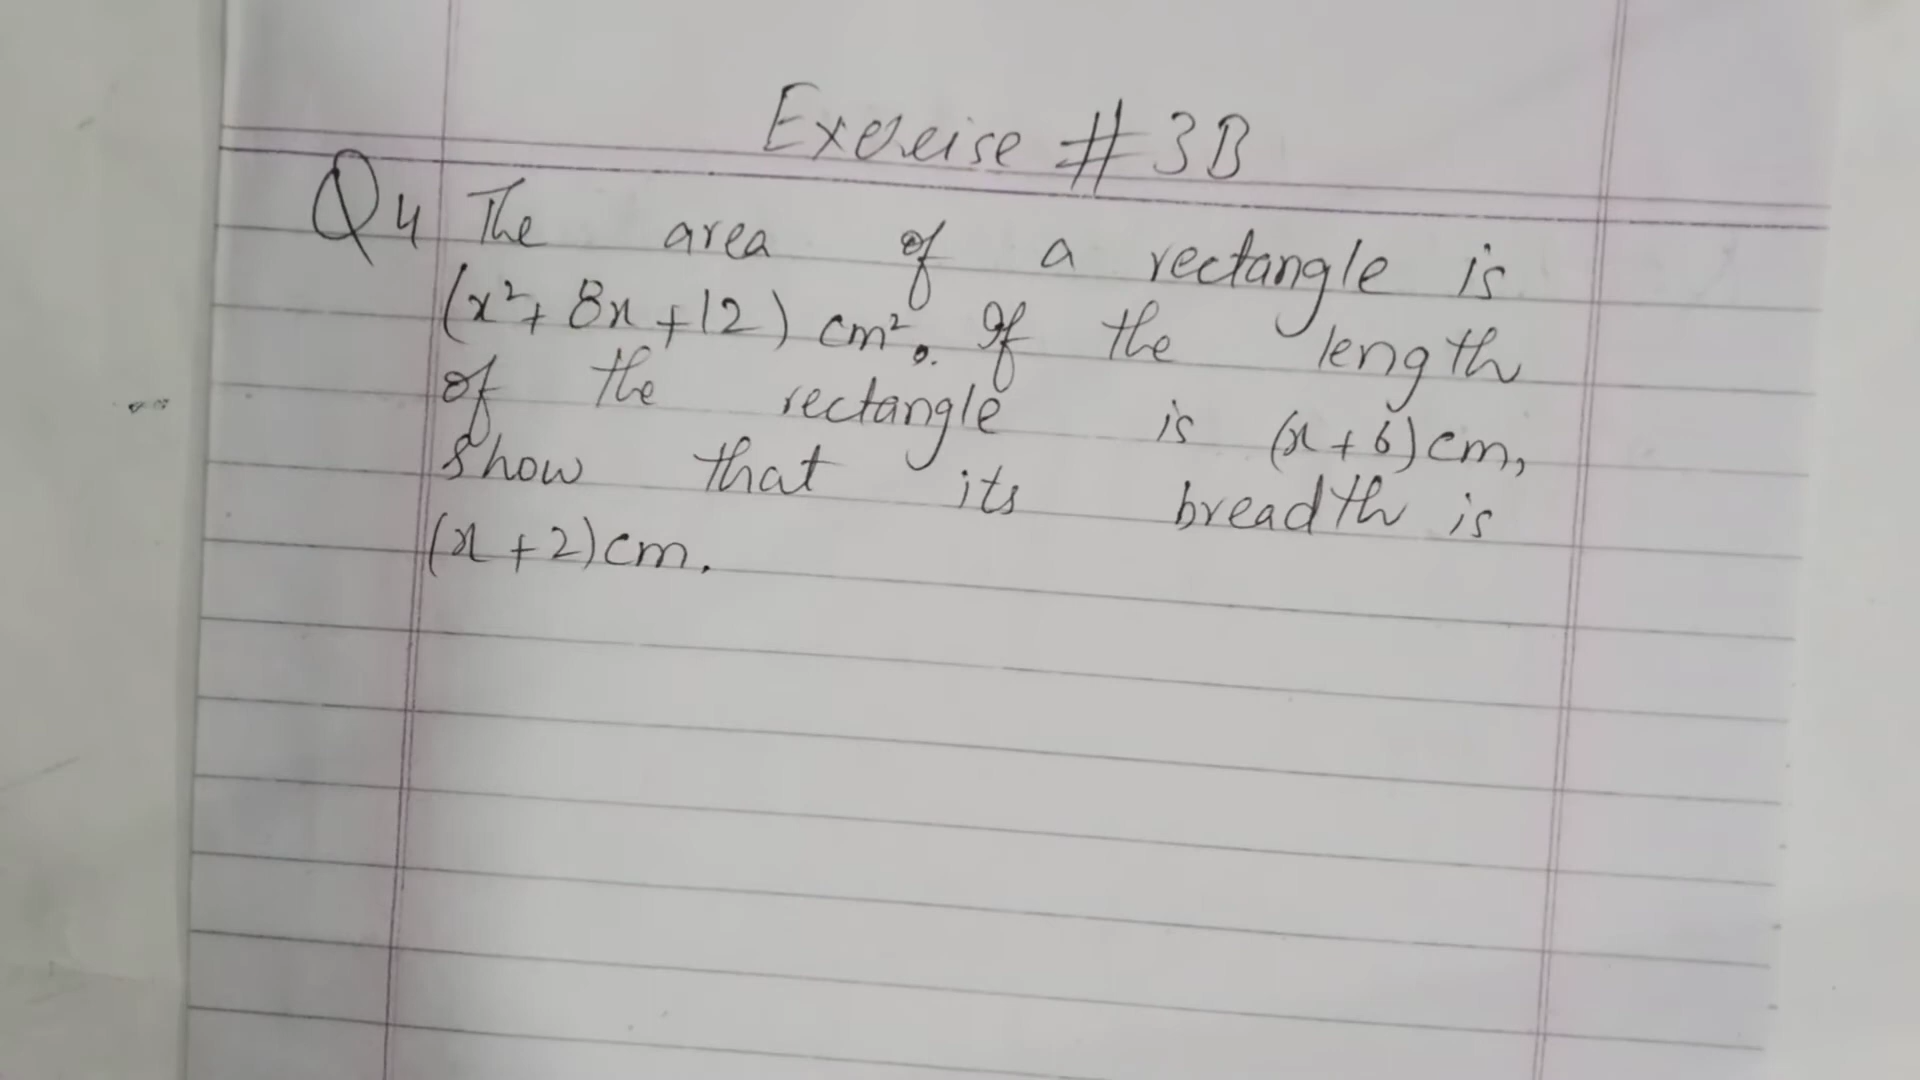 Exercise # 3B
Q4 The area of a rectangle is
(x²+ 8x+12) cm². If the length
of the rectangle is (x+6)cm,
show that its breadth is
(x+2)cm.